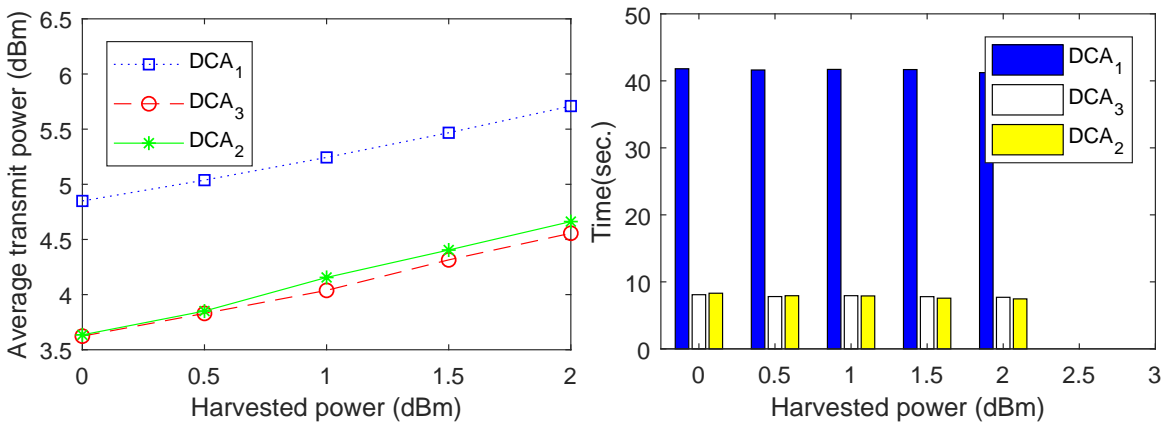 6.5
6
5.5
5
4.5
4
3.5
Average transmit power (dBm)
DCA₁
DCA₃
DCA₂
0 0.5 1 1.5 2
Harvested power (dBm)
50
40
30
20
10
0
Time(sec.)
DCA₁
DCA₃
DCA₂
0 0.5 1 1.5 2 2.5 3
Harvested power (dBm)